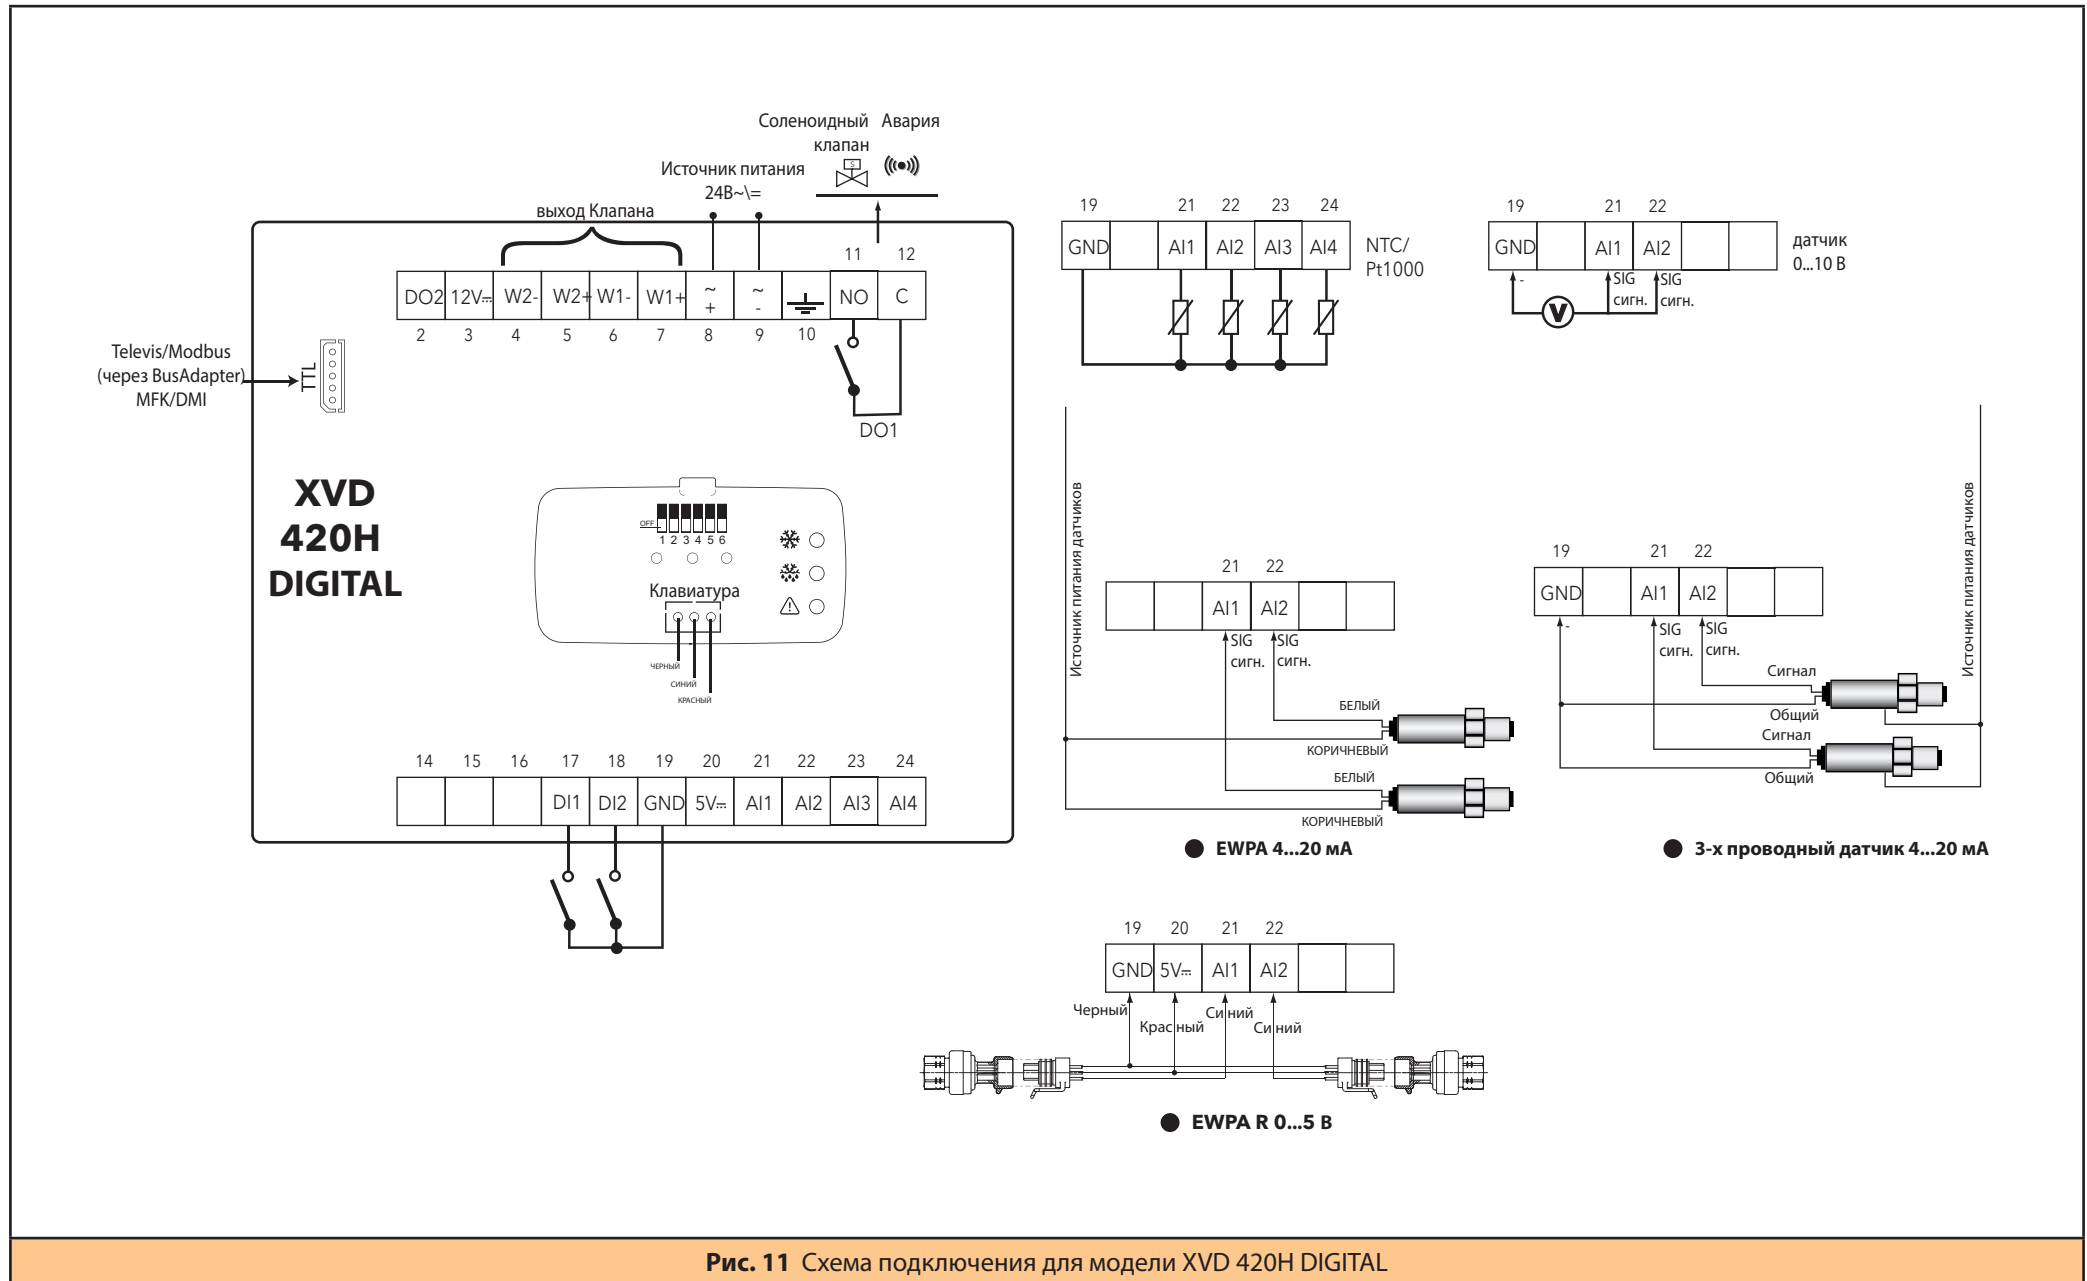 Соленоидный Авария
клапан
S
Источник питания
24В~\=
выход Клапана
11 12
DO2 12V⎓ W2- W2+ W1- W1+ ~ + ~ - NO C
2 3 4 5 6 7 8 9 10
DO1
Televis/Modbus
(через BusAdapter)
MFK/DMI
TTL
XVD
420H
DIGITAL
OFF
1 2 3 4 5 6
Клавиатура
ЧЕРНЫЙ
СИНИЙ
КРАСНЫЙ
14 15 16 17 18 19 20 21 22 23 24
DI1 DI2 GND 5V⎓ AI1 AI2 AI3 AI4
19 21 22 23 24
GND AI1 AI2 AI3 AI4
NTC/
Pt1000
19 21 22
GND AI1 AI2
датчик
0...10 В
- SIG SIG
сигн. сигн.
V
Источник питания датчиков
21 22
AI1 AI2
SIG SIG
сигн. сигн.
БЕЛЫЙ
КОРИЧНЕВЫЙ
БЕЛЫЙ
КОРИЧНЕВЫЙ
● EWPA 4...20 мА
Источник питания датчиков
19 21 22
GND AI1 AI2
- SIG SIG
сигн. сигн.
Сигнал
Общий
Сигнал
Общий
● 3-х проводный датчик 4...20 мА
19 20 21 22
GND 5V⎓ AI1 AI2
Черный
Красный
Синий
Синий
● EWPA R 0...5 В
Рис. 11 Схема подключения для модели XVD 420H DIGITAL